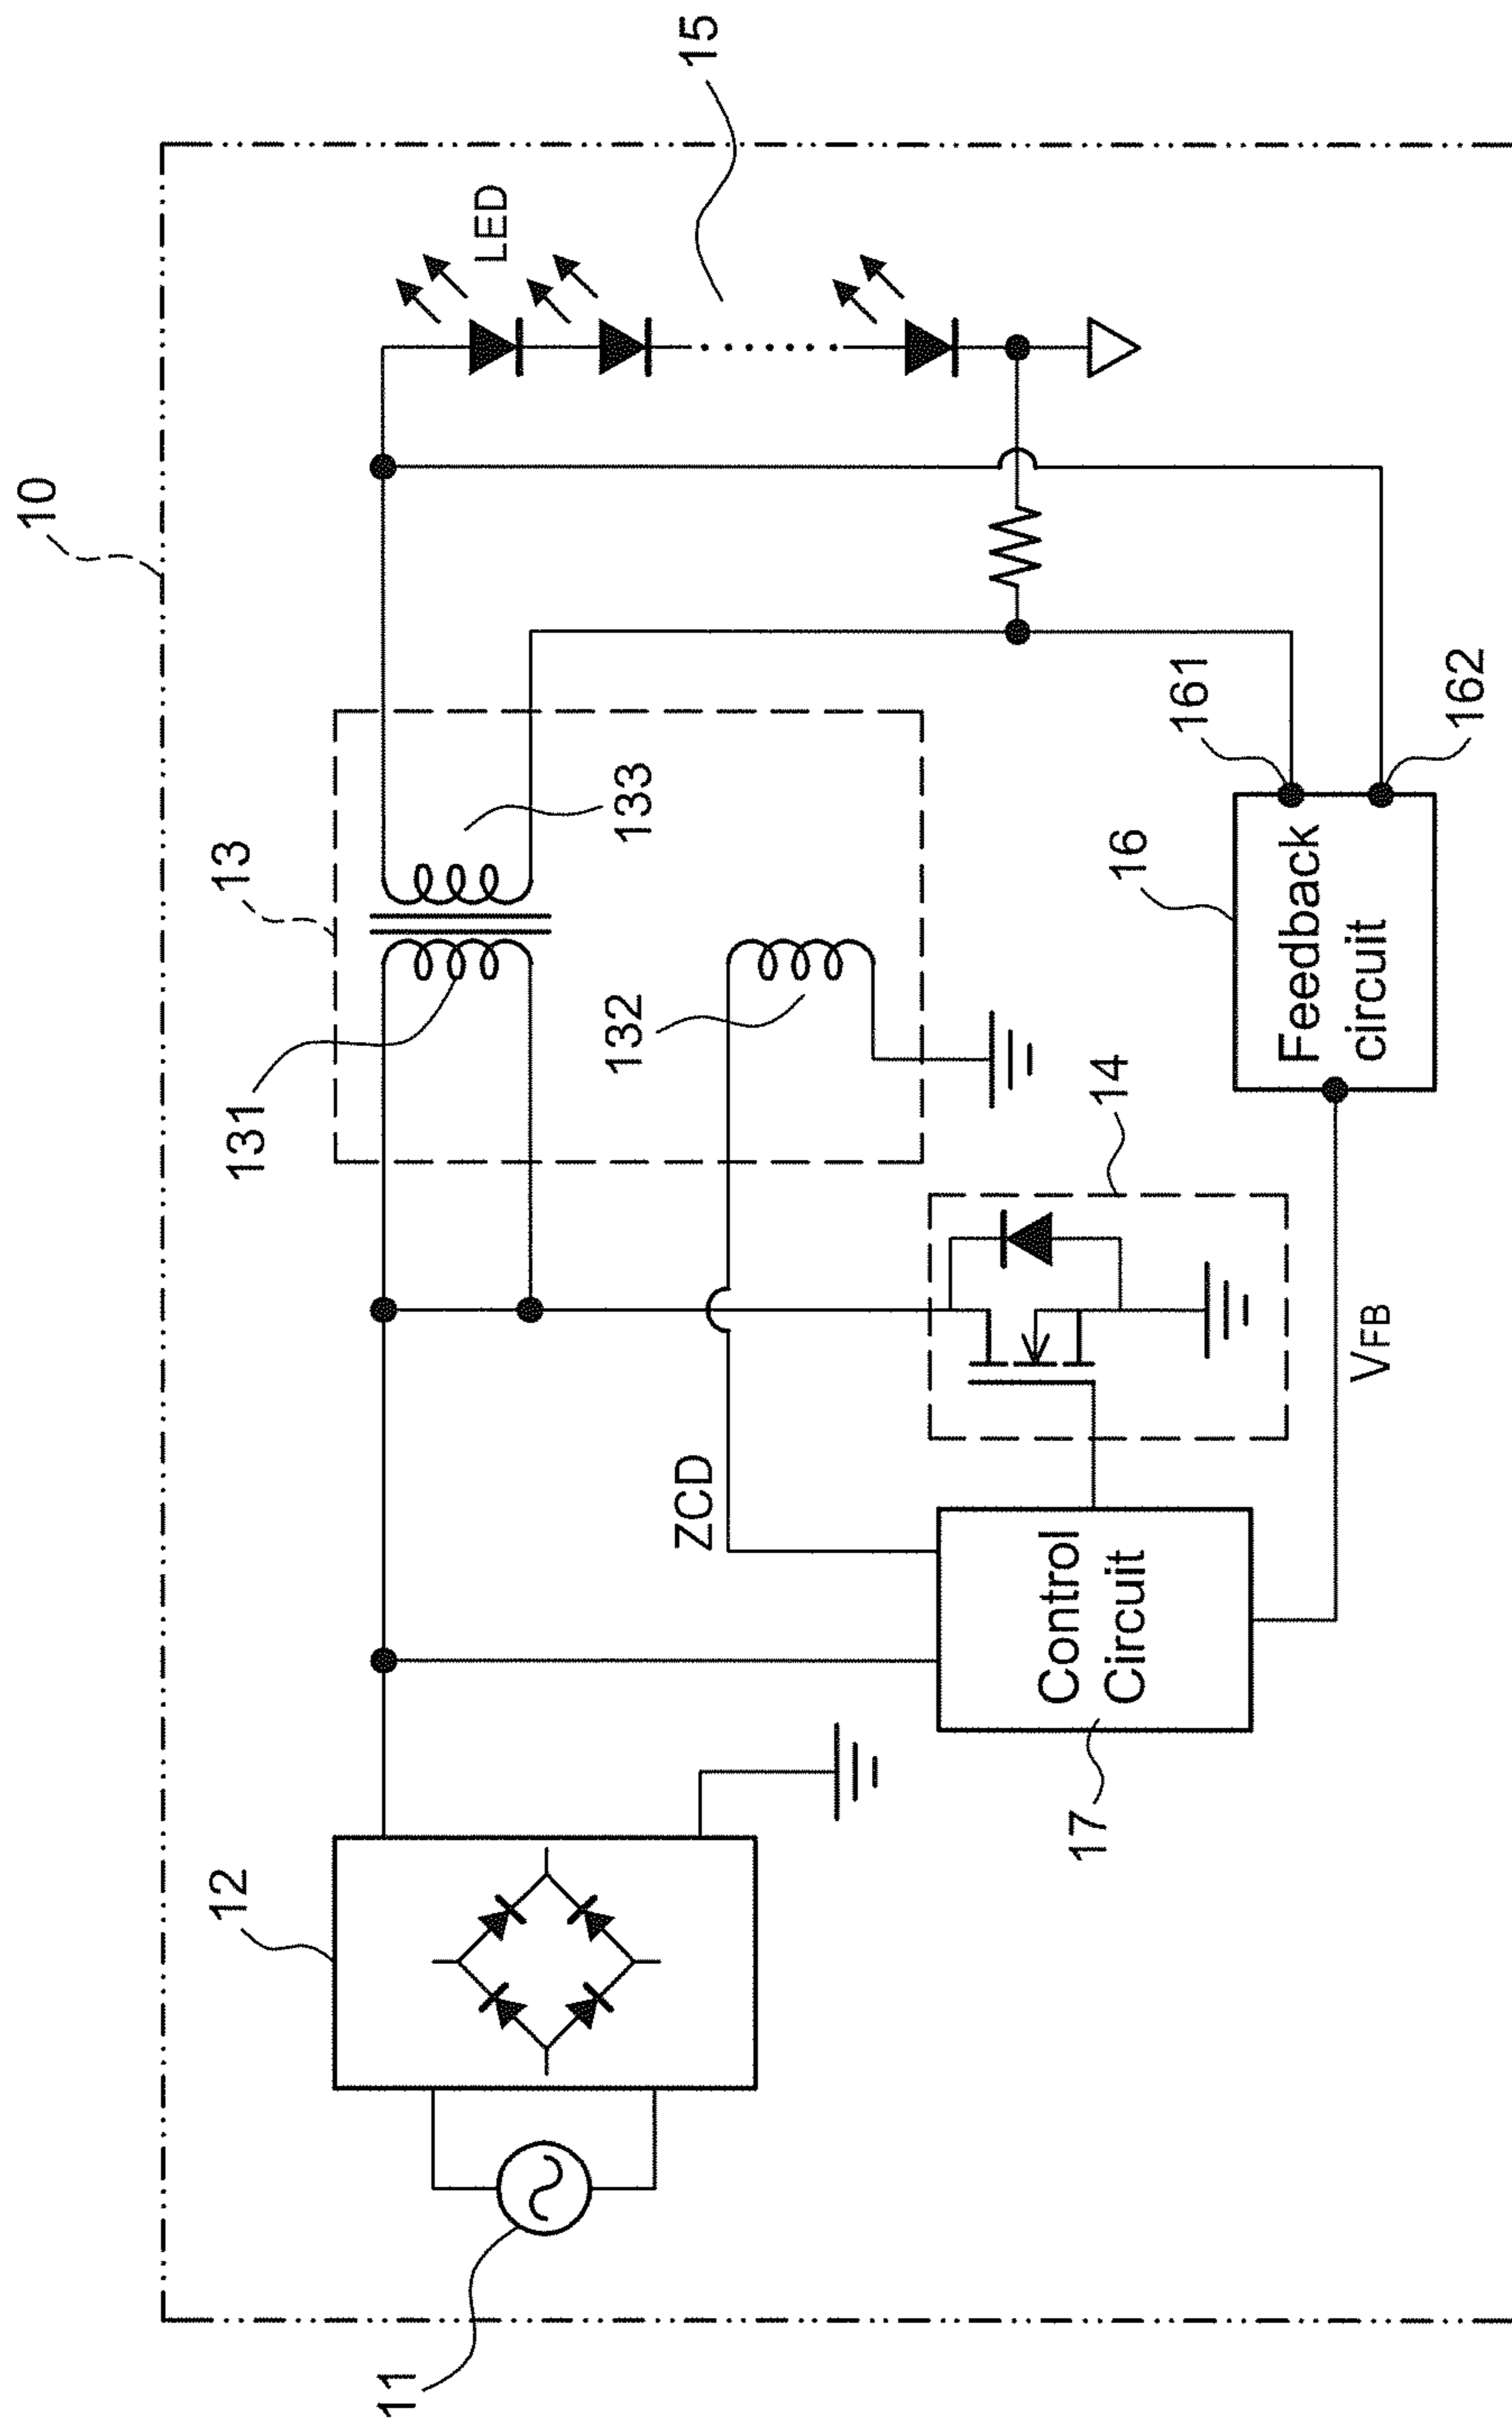 10
11
12
13
131
133
132
LED
15
ZCD
14
Control
Circuit
17
16
161
162
Feedback
circuit
VFB